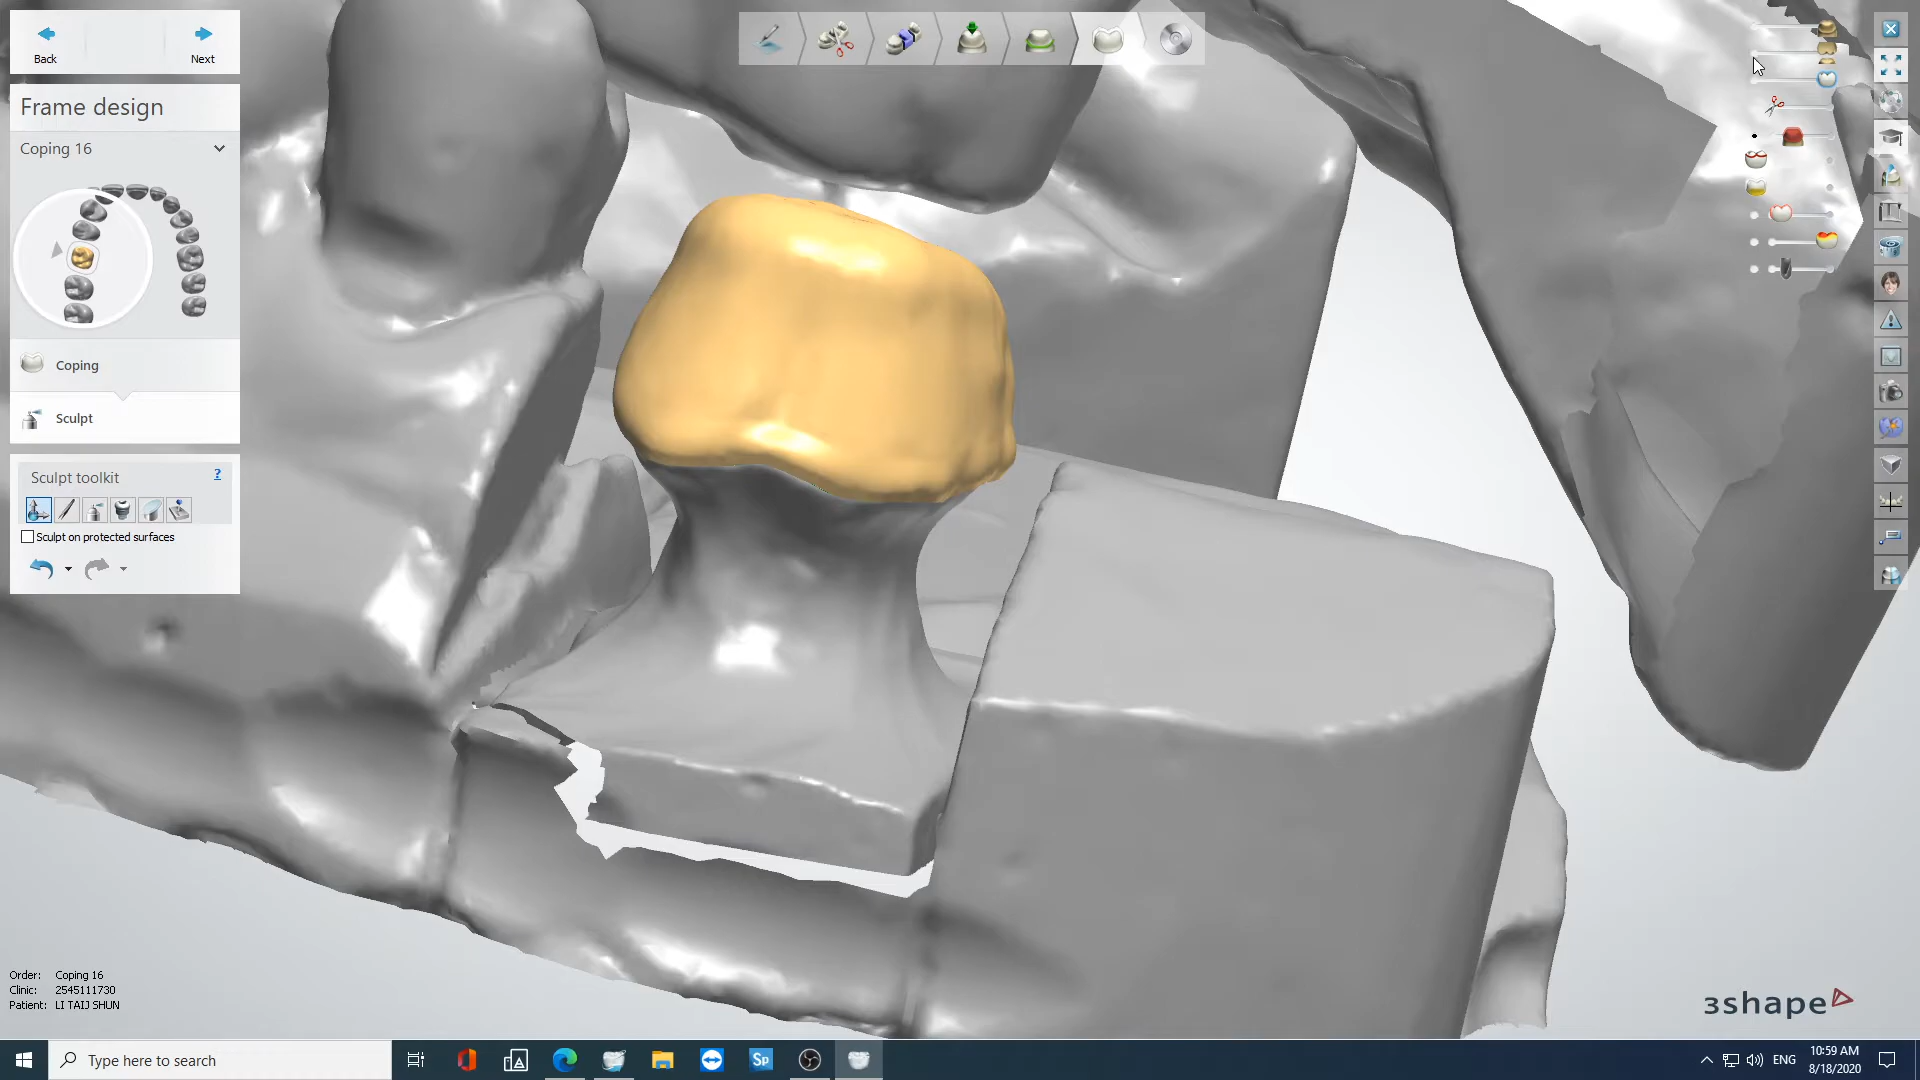 Back
Next
Frame design
Coping 16
Coping
Sculpt
Sculpt toolkit
?
Sculpt on protected surfaces
Order: Coping 16
Clinic: 2545111730
Patient: LI TAIJ SHUN
3shape
Type here to search
Sp
ENG
10:59 AM
8/18/2020